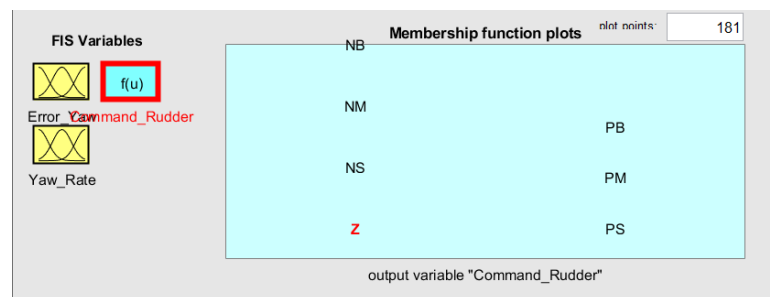 FIS Variables
f(u)
Error_Yaw
Command_Rudder
Yaw_Rate
Membership function plots
plot points:
181
NB
NM
NS
Z
PB
PM
PS
output variable "Command_Rudder"